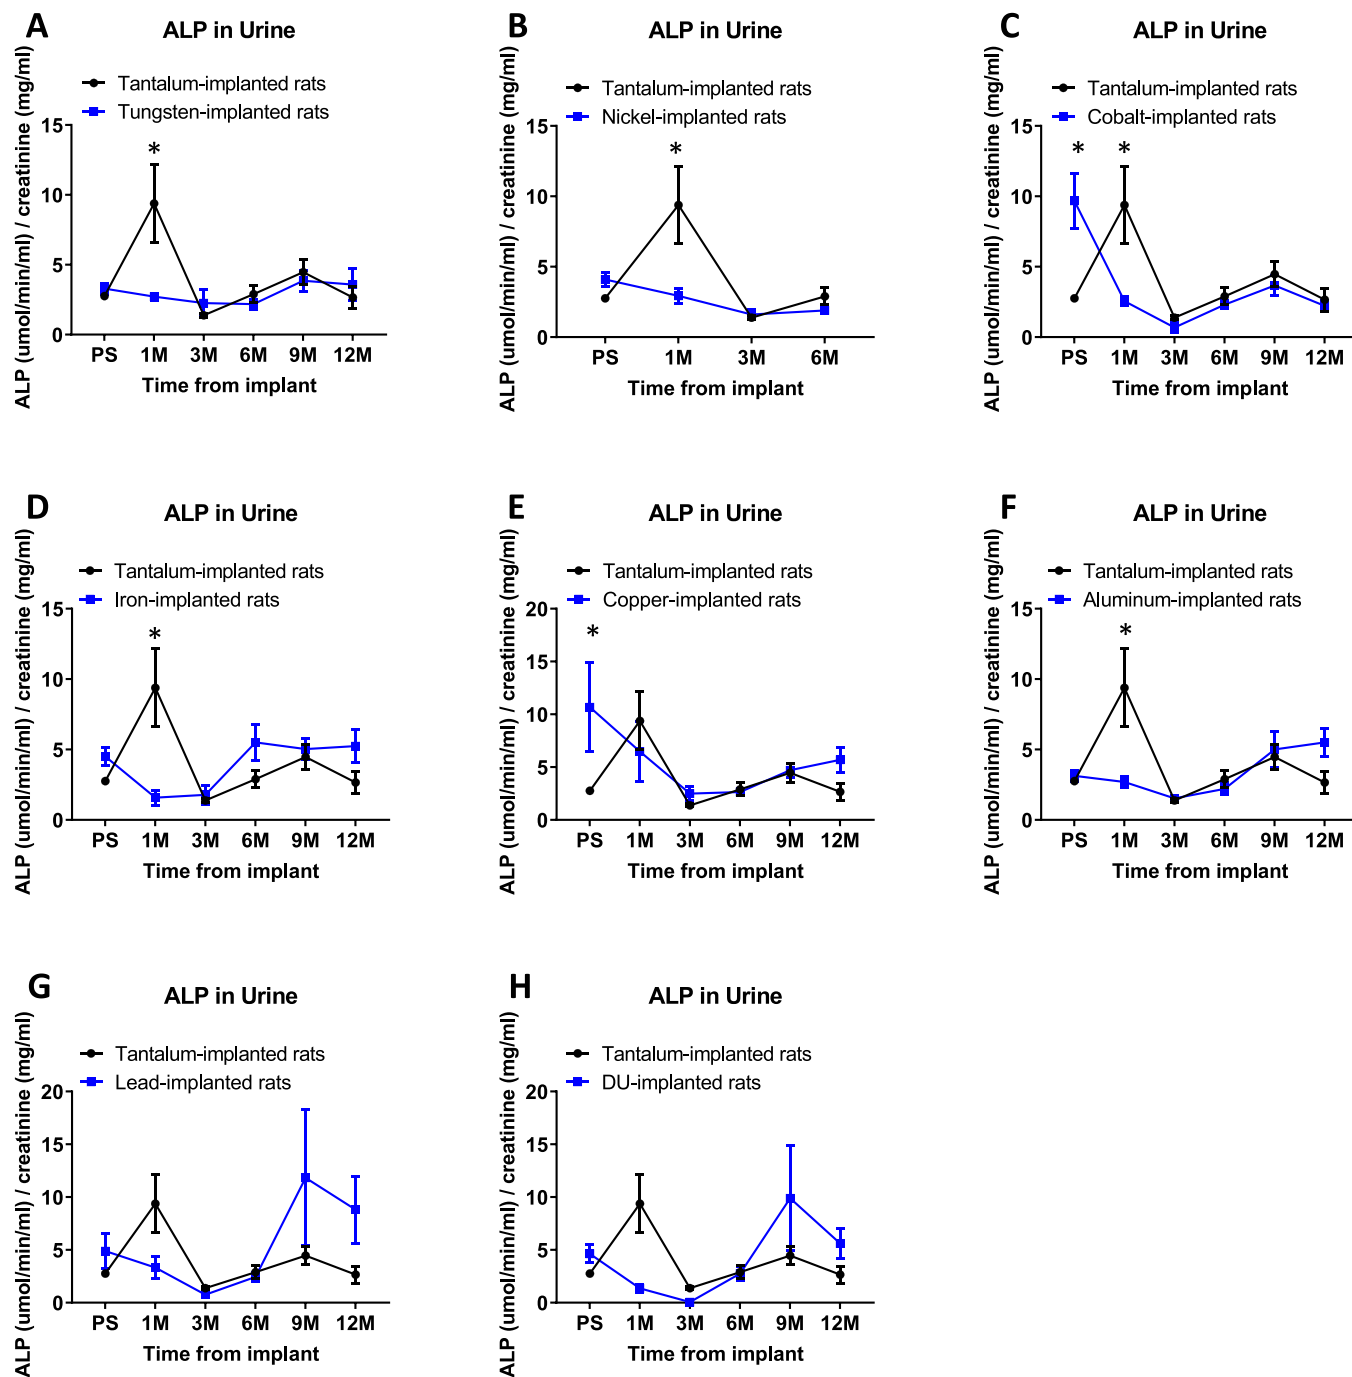 A
ALP in Urine
Tantalum-implanted rats
Tungsten-implanted rats
ALP (umol/min/ml) / creatinine (mg/ml)
15
10
5
0
*
PS 1M 3M 6M 9M 12M
Time from implant
B
ALP in Urine
Tantalum-implanted rats
Nickel-implanted rats
ALP (umol/min/ml) / creatinine (mg/ml)
15
10
5
0
*
PS 1M 3M 6M
Time from implant
C
ALP in Urine
Tantalum-implanted rats
Cobalt-implanted rats
ALP (umol/min/ml) / creatinine (mg/ml)
15
10
5
0
* *
PS 1M 3M 6M 9M 12M
Time from implant
D
ALP in Urine
Tantalum-implanted rats
Iron-implanted rats
ALP (umol/min/ml) / creatinine (mg/ml)
15
10
5
0
*
PS 1M 3M 6M 9M 12M
Time from implant
E
ALP in Urine
Tantalum-implanted rats
Copper-implanted rats
ALP (umol/min/ml) / creatinine (mg/ml)
20
15
10
5
0
*
PS 1M 3M 6M 9M 12M
Time from implant
F
ALP in Urine
Tantalum-implanted rats
Aluminum-implanted rats
ALP (umol/min/ml) / creatinine (mg/ml)
15
10
5
0
*
PS 1M 3M 6M 9M 12M
Time from implant
G
ALP in Urine
Tantalum-implanted rats
Lead-implanted rats
ALP (umol/min/ml) / creatinine (mg/ml)
20
15
10
5
0
PS 1M 3M 6M 9M 12M
Time from implant
H
ALP in Urine
Tantalum-implanted rats
DU-implanted rats
ALP (umol/min/ml) / creatinine (mg/ml)
20
15
10
5
0
PS 1M 3M 6M 9M 12M
Time from implant